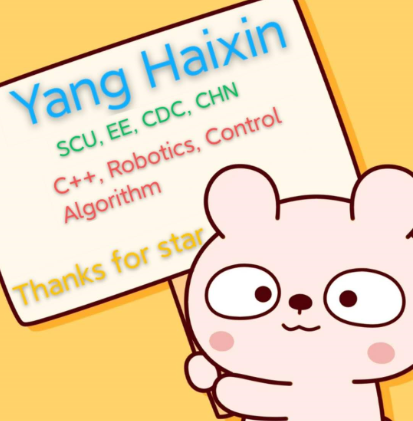 Yang Haixin
SCU, EE, CDC, CHN
C++, Robotics, Control
Algorithm
Thanks for star